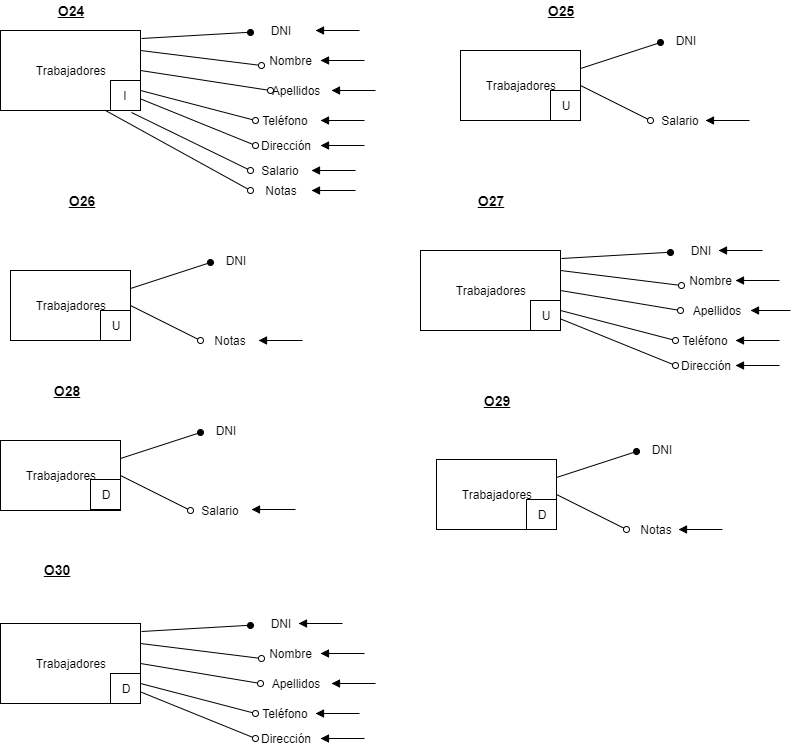 O24
Trabajadores
I
DNI
Nombre
Apellidos
Teléfono
Dirección
Salario
Notas
O25
Trabajadores
U
DNI
Salario
O26
Trabajadores
U
DNI
Notas
O27
Trabajadores
U
DNI
Nombre
Apellidos
Teléfono
Dirección
O28
Trabajadores
D
DNI
Salario
O29
Trabajadores
D
DNI
Notas
O30
Trabajadores
D
DNI
Nombre
Apellidos
Teléfono
Dirección